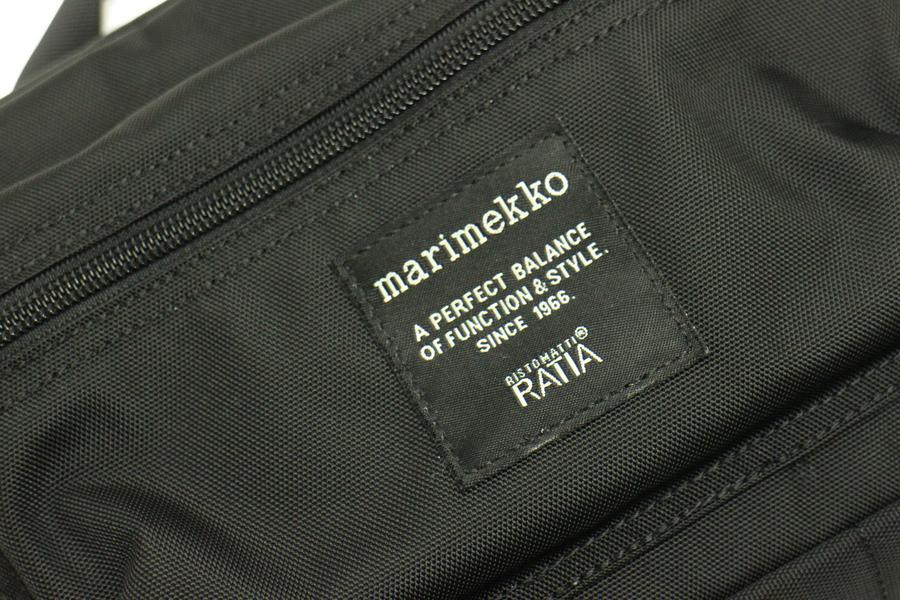 marimekko
A PERFECT BALANCE
OF FUNCTION & STYLE.
SINCE 1966.
RISTOMATTI®
RATIA